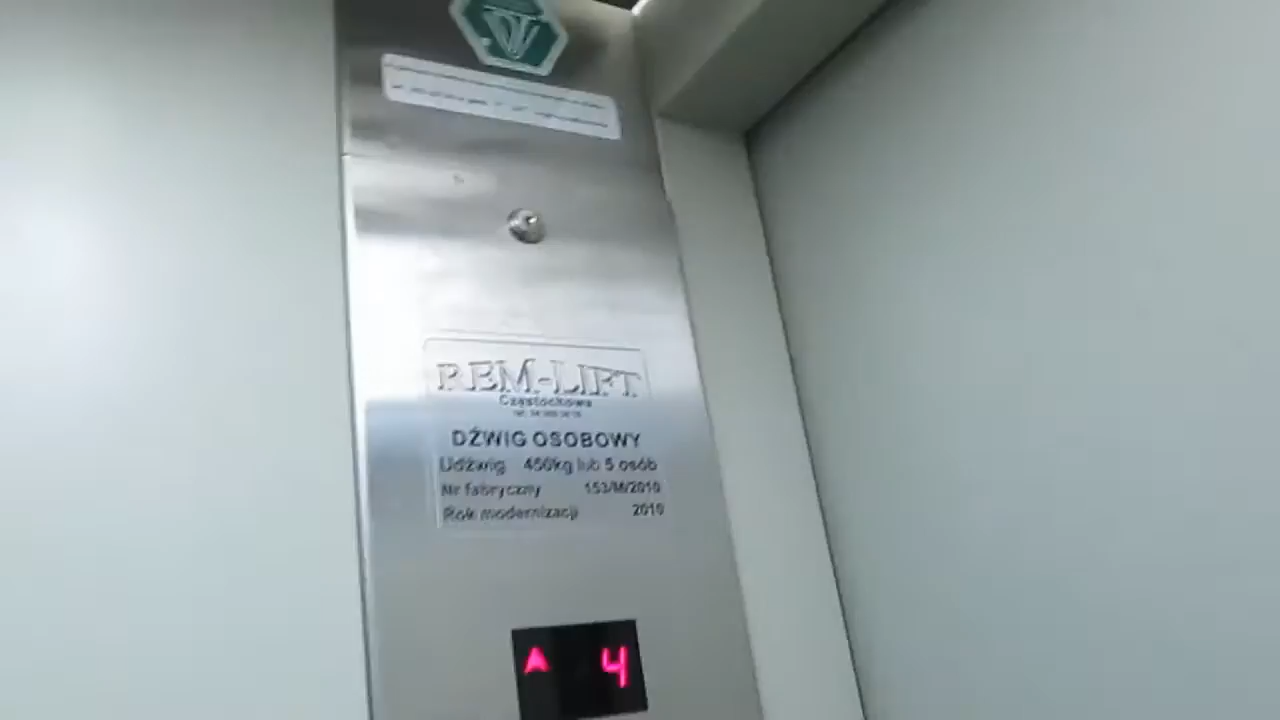 REM-LIFT
Częstochowa
DŹWIG OSOBOWY
Udźwig 450kg lub 5 osób
Nr fabryczny 153/M/2010
Rok modernizacji 2010
4